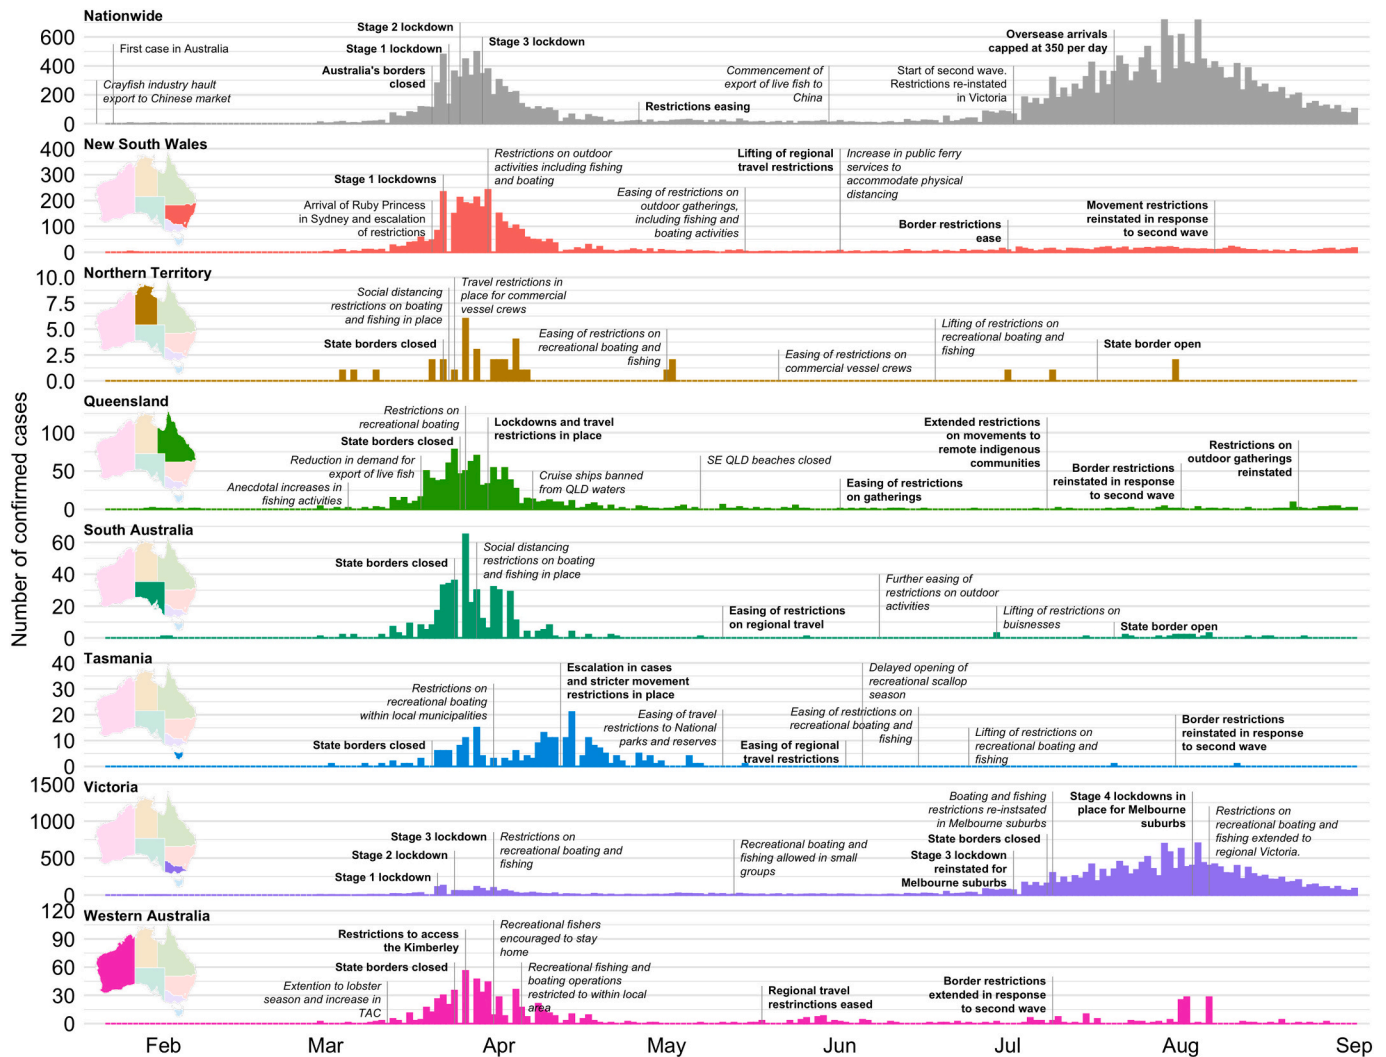 Number of confirmed cases
Nationwide
600
400
200
0
First case in Australia
Crayfish industry hault
export to Chinese market
Stage 2 lockdown
Stage 1 lockdown
Stage 3 lockdown
Australia's borders
closed
Restrictions easing
Commencement of
export of live fish to
China
Start of second wave.
Restrictions re-instated
in Victoria
Oversease arrivals
capped at 350 per day
New South Wales
400
300
200
100
0
Stage 1 lockdowns
Arrival of Ruby Princess
in Sydney and escalation
of restrictions
Restrictions on outdoor
activities including fishing
and boating
Easing of restrictions on
outdoor gatherings,
including fishing and
boating activities
Lifting of regional
travel restrictions
Increase in public ferry
services to
accommodate physical
distancing
Border restrictions
ease
Movement restrictions
reinstated in response
to second wave
Northern Territory
10.0
7.5
5.0
2.5
0.0
Social distancing
restrictions on boating
and fishing in place
State borders closed
Travel restrictions in
place for commercial
vessel crews
Easing of restrictions on
recreational boating and
fishing
Easing of restrictions on
commercial vessel crews
Lifting of restrictions on
recreational boating and
fishing
State border open
Queensland
100
50
0
Restrictions on
recreational boating
State borders closed
Reduction in demand for
export of live fish
Anecdotal increases in
fishing activities
Lockdowns and travel
restrictions in place
Cruise ships banned
from QLD waters
SE QLD beaches closed
Easing of restrictions
on gatherings
Extended restrictions
on movements to
remote indigenous
communities
Border restrictions
reinstated in response
to second wave
Restrictions on
outdoor gatherings
reinstated
South Australia
60
40
20
0
State borders closed
Social distancing
restrictions on boating
and fishing in place
Easing of restrictions
on regional travel
Further easing of
restrictions on outdoor
activities
Lifting of restrictions on
buisnesses
State border open
Tasmania
40
30
20
10
0
Restrictions on
recreational boating
within local municipalities
State borders closed
Escalation in cases
and stricter movement
restrictions in place
Easing of travel
restrictions to National
parks and reserves
Easing of regional
travel restrictions
Delayed opening of
recreational scallop
season
Easing of restrictions on
recreational boating and
fishing
Lifting of restrictions on
recreational boating and
fishing
Border restrictions
reinstated in response
to second wave
Victoria
1500
1000
500
0
Stage 3 lockdown
Stage 2 lockdown
Stage 1 lockdown
Restrictions on
recreational boating and
fishing
Recreational boating and
fishing allowed in small
groups
Boating and fishing
restrictions re-instsated
in Melbourne suburbs
State borders closed
Stage 3 lockdown
reinstated for
Melbourne suburbs
Stage 4 lockdowns in
place for Melbourne
suburbs
Restrictions on
recreational boating and
fishing extended to
regional Victoria.
Western Australia
120
90
60
30
0
Restrictions to access
the Kimberley
State borders closed
Extention to lobster
season and increase in
TAC
Recreational fishers
encouraged to stay
home
Recreational fishing and
boating operations
restricted to within local
area
Regional travel
restrinctions eased
Border restrictions
extended in response
to second wave
Feb
Mar
Apr
May
Jun
Jul
Aug
Sep